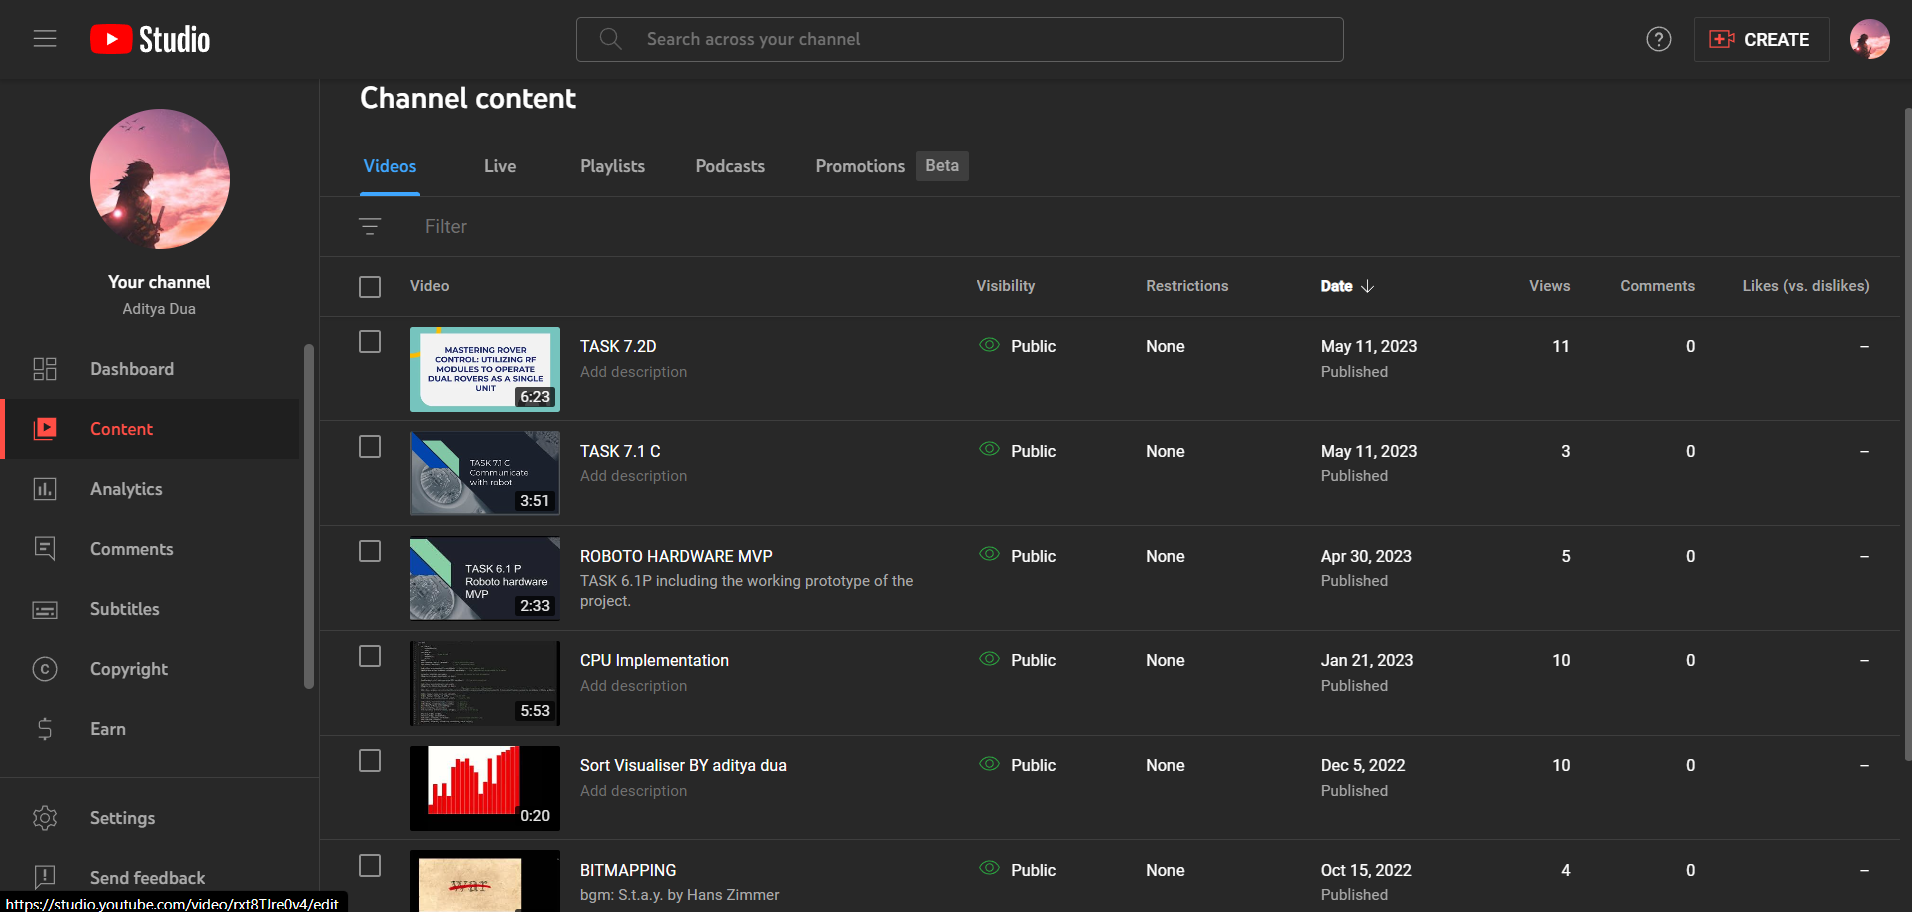 Studio
Search across your channel
?
CREATE
Your channel
Aditya Dua
Dashboard
Content
Analytics
Comments
Subtitles
Copyright
Earn
Settings
Send feedback
https://studio.youtube.com/video/rxt8TJre0v4/edit
Channel content
Videos Live Playlists Podcasts Promotions Beta
Filter
Video Visibility Restrictions Date Views Comments Likes (vs. dislikes)
MASTERING ROVER
CONTROL: UTILIZING RF
MODULES TO OPERATE
DUAL ROVERS AS A SINGLE
UNIT
6:23
TASK 7.2D Public None May 11, 2023 11 0 –
Add description Published
TASK 7.1 C
Communicate
with robot
3:51
TASK 7.1 C Public None May 11, 2023 3 0 –
Add description Published
TASK 6.1 P
Roboto hardware
MVP
2:33
ROBOTO HARDWARE MVP Public None Apr 30, 2023 5 0 –
TASK 6.1P including the working prototype of the Published
project.
5:53
CPU Implementation Public None Jan 21, 2023 10 0 –
Add description Published
0:20
Sort Visualiser BY aditya dua Public None Dec 5, 2022 10 0 –
Add description Published
war
BITMAPPING Public None Oct 15, 2022 4 0 –
bgm: S.t.a.y. by Hans Zimmer Published